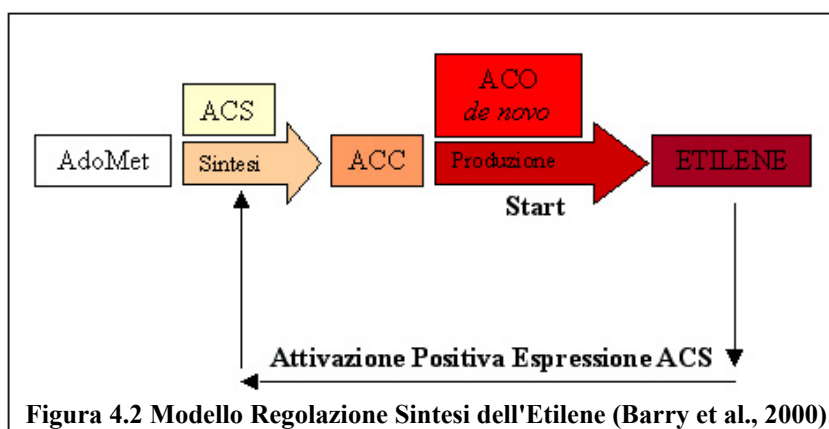 ACO
de novo
ACS
AdoMet
Sintesi
ACC
Produzione
ETILENE
Start
Attivazione Positiva Espressione ACS
Figura 4.2 Modello Regolazione Sintesi dell'Etilene (Barry et al., 2000)